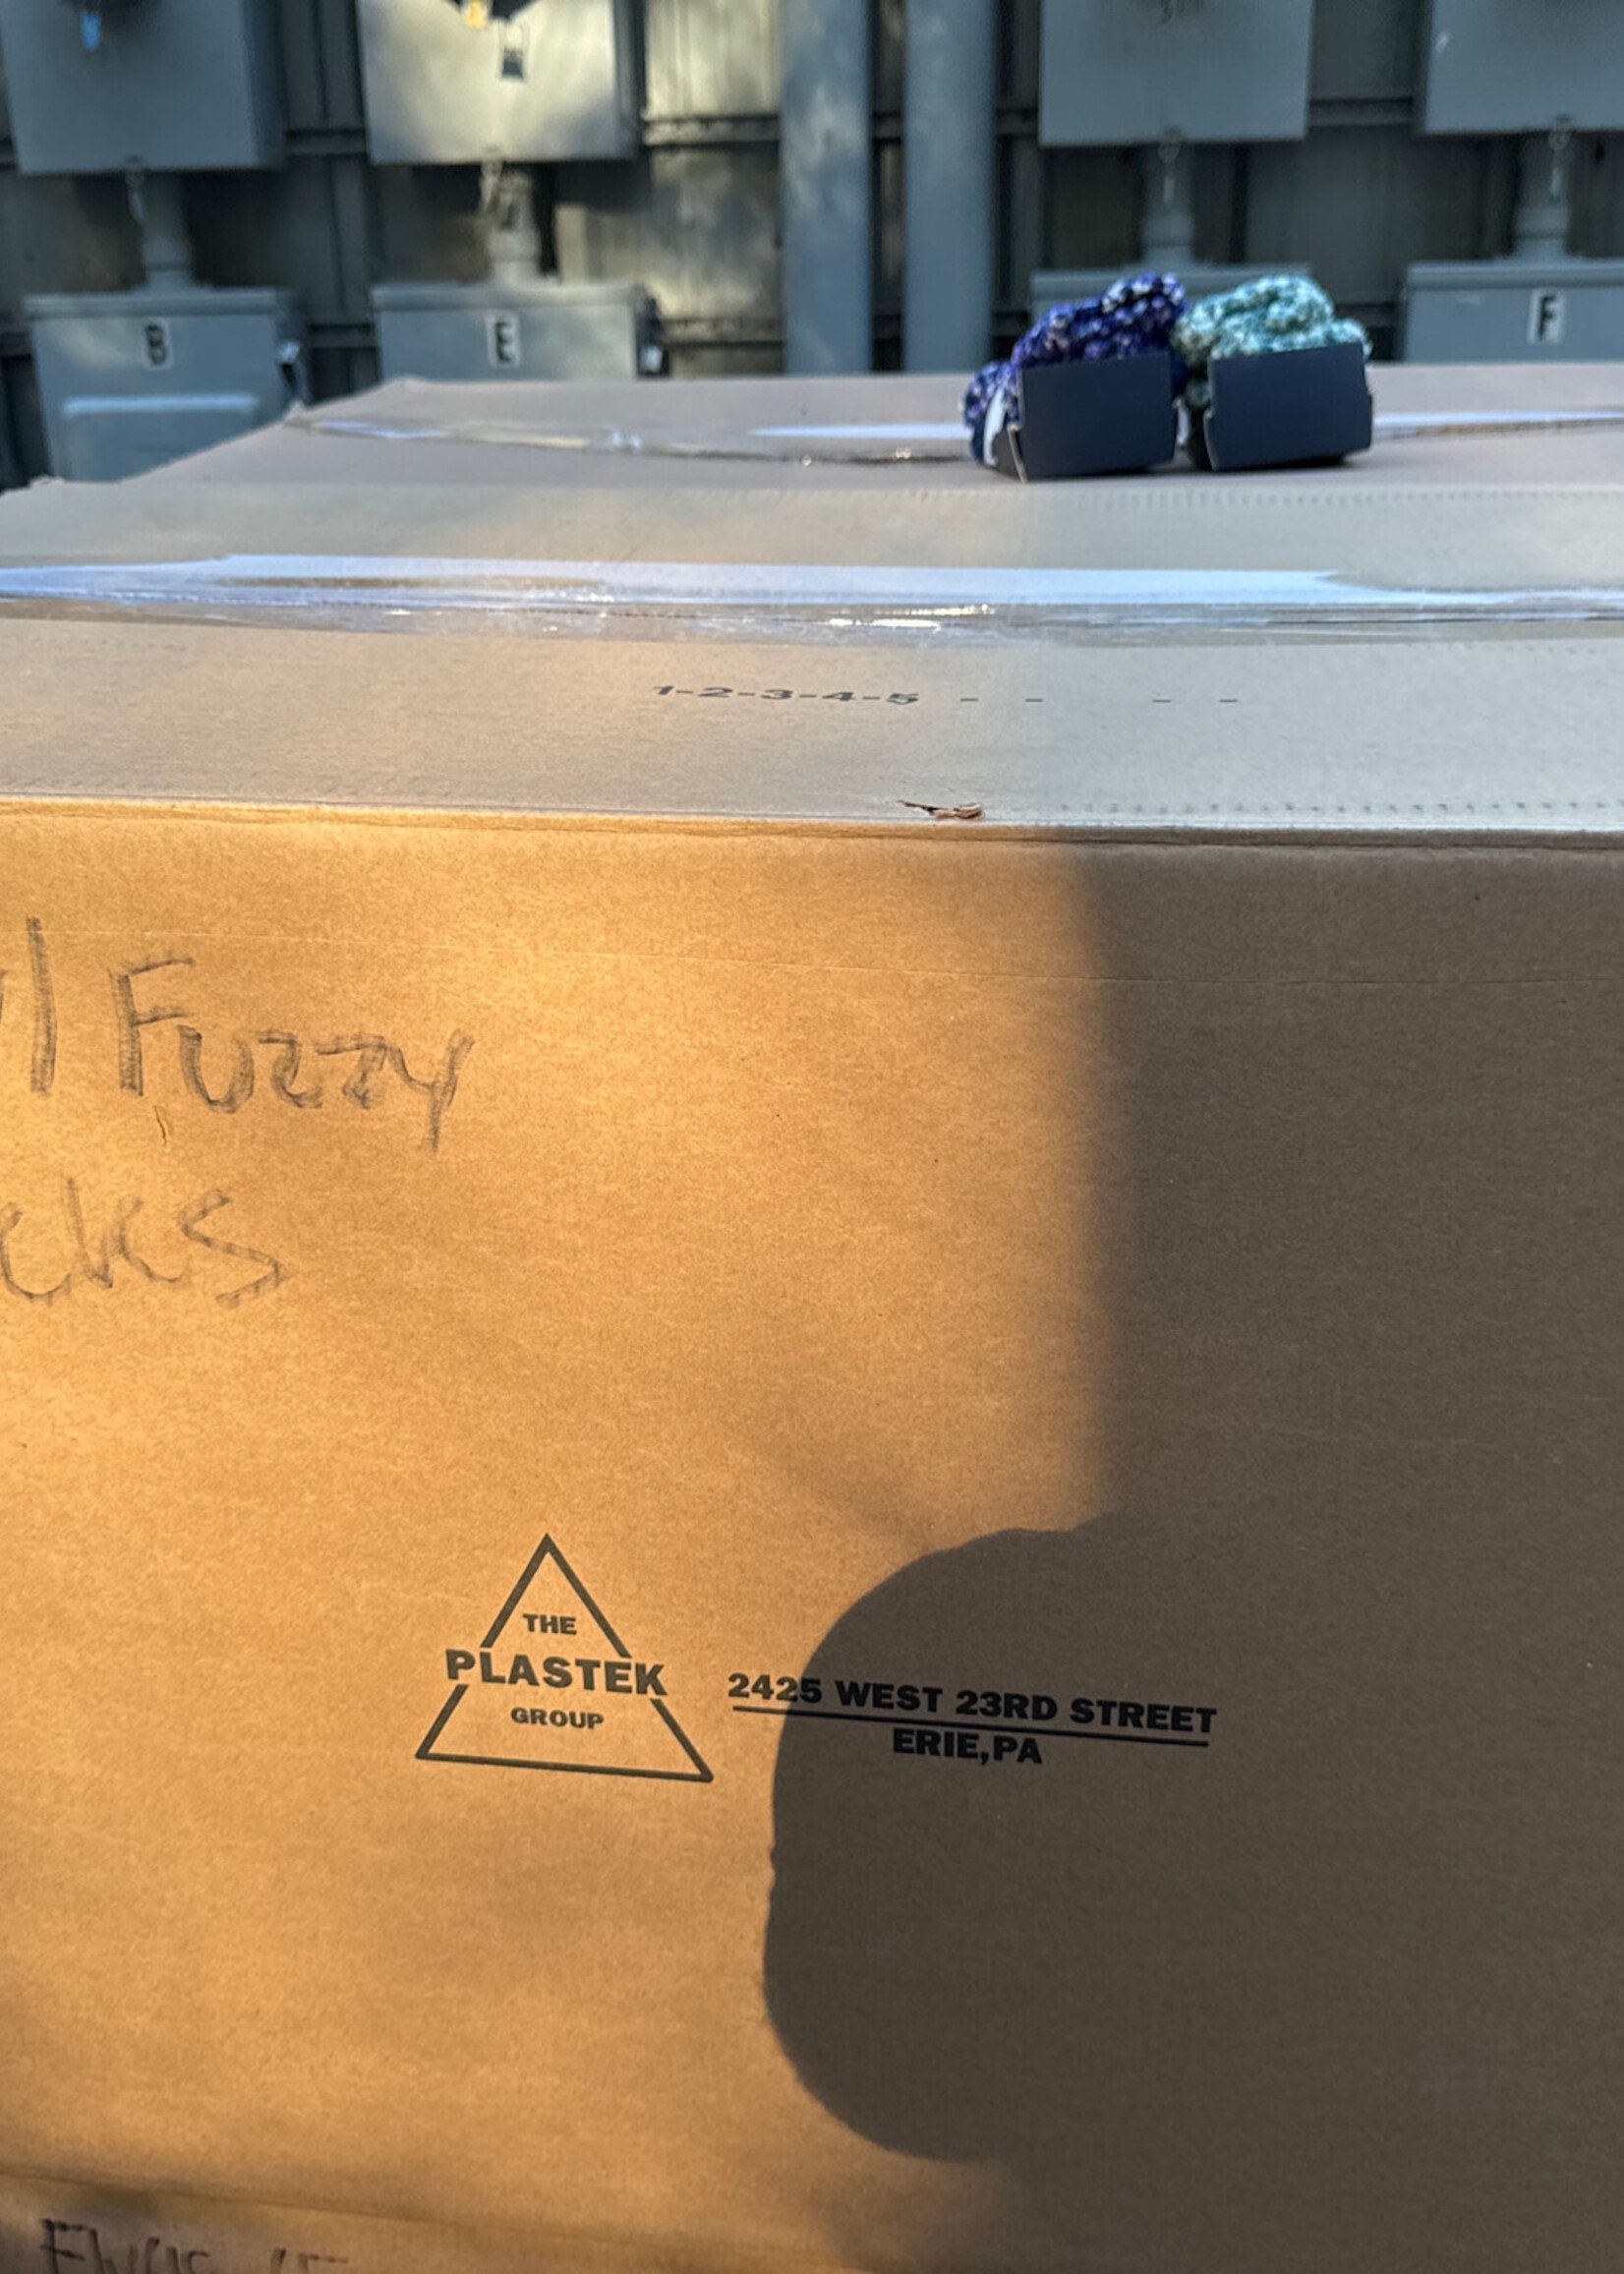 B
E
F
1-2-3-4-5 - - - -
Fuzzy
cks
THE
PLASTEK
GROUP
2425 WEST 23RD STREET
ERIE,PA